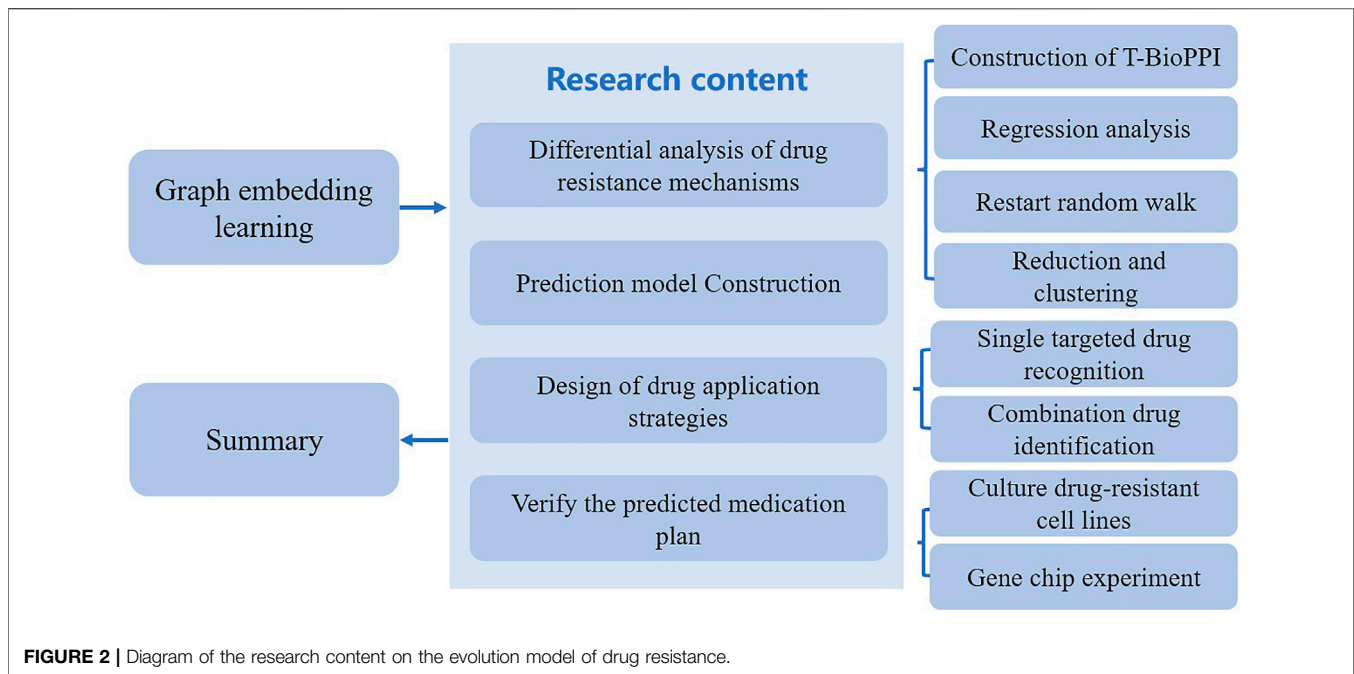 Graph embedding
learning
Summary
Research content
Differential analysis of drug
resistance mechanisms
Prediction model Construction
Design of drug application
strategies
Verify the predicted medication
plan
Construction of T-BioPPI
Regression analysis
Restart random walk
Reduction and
clustering
Single targeted drug
recognition
Combination drug
identification
Culture drug-resistant
cell lines
Gene chip experiment
FIGURE 2 | Diagram of the research content on the evolution model of drug resistance.